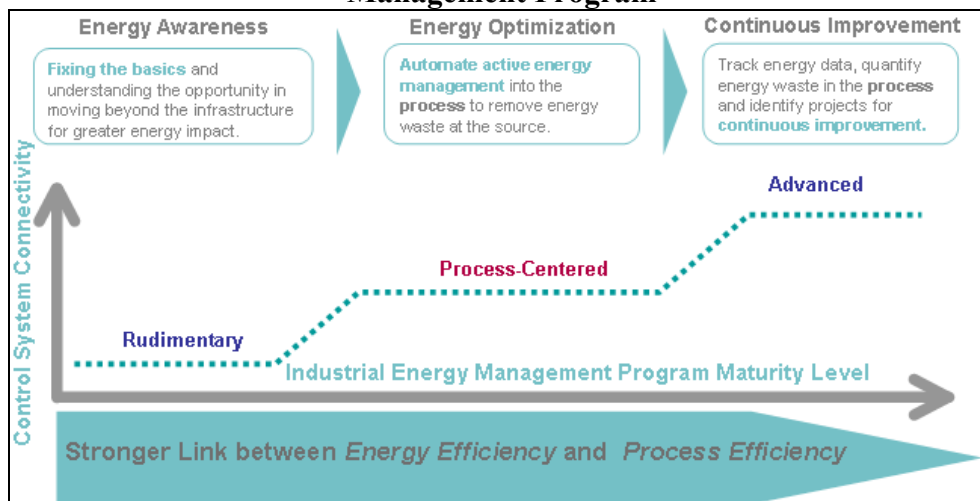 Management Program
Energy Awareness
Energy Optimization
Continuous Improvement
Fixing the basics and
understanding the opportunity in
moving beyond the infrastructure
for greater energy impact.
Automate active energy
management into the
process to remove energy
waste at the source.
Track energy data, quantify
energy waste in the process
and identify projects for
continuous improvement.
Control System Connectivity
Advanced
Process-Centered
Rudimentary
Industrial Energy Management Program Maturity Level
Stronger Link between Energy Efficiency and Process Efficiency